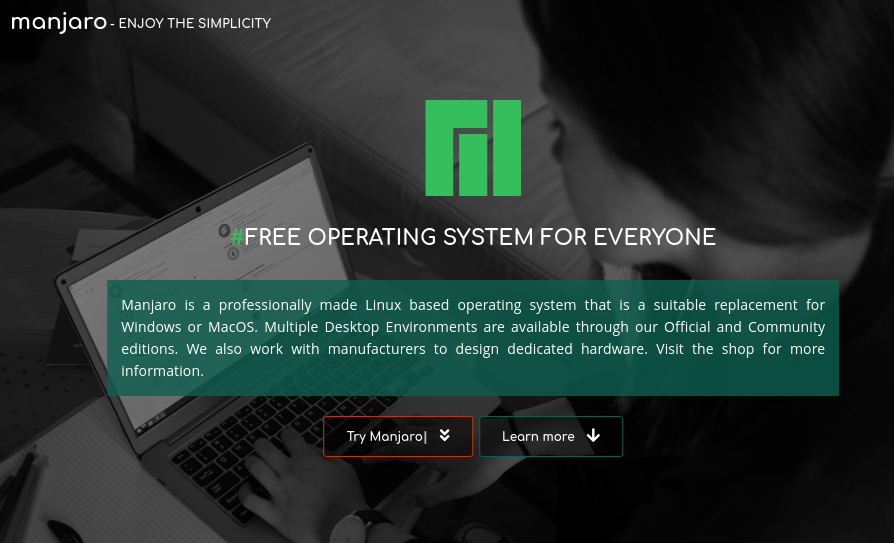 manjaro - ENJOY THE SIMPLICITY
#FREE OPERATING SYSTEM FOR EVERYONE
Manjaro is a professionally made Linux based operating system that is a suitable replacement for
Windows or MacOS. Multiple Desktop Environments are available through our Official and Community
editions. We also work with manufacturers to design dedicated hardware. Visit the shop for more
information.
Try Manjaro|
Learn more